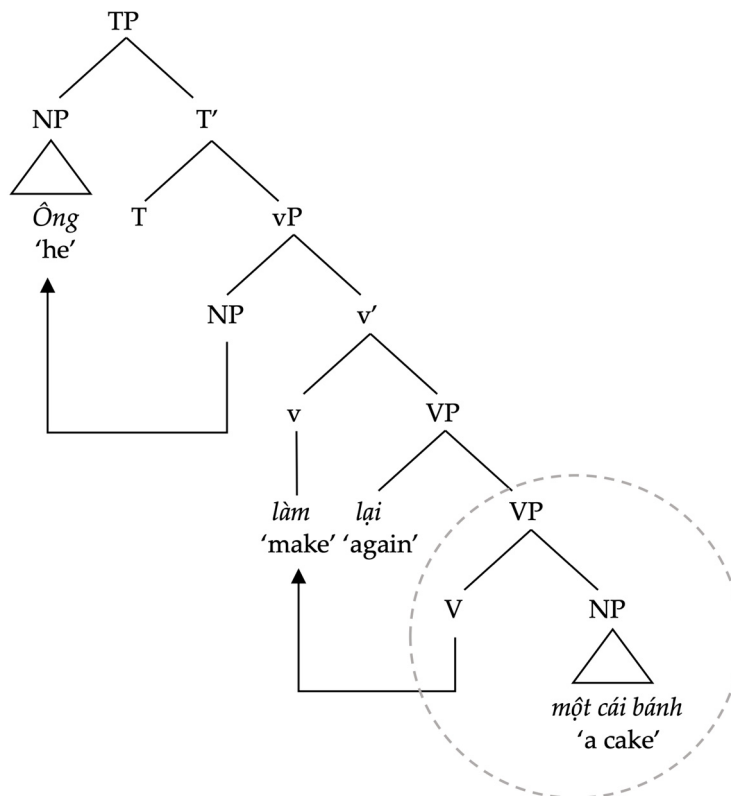 TP
NP T′
Ông T vP
‘he’
NP v′
v VP
làm lại VP
‘make’ ‘again’
V NP
một cái bánh
‘a cake’